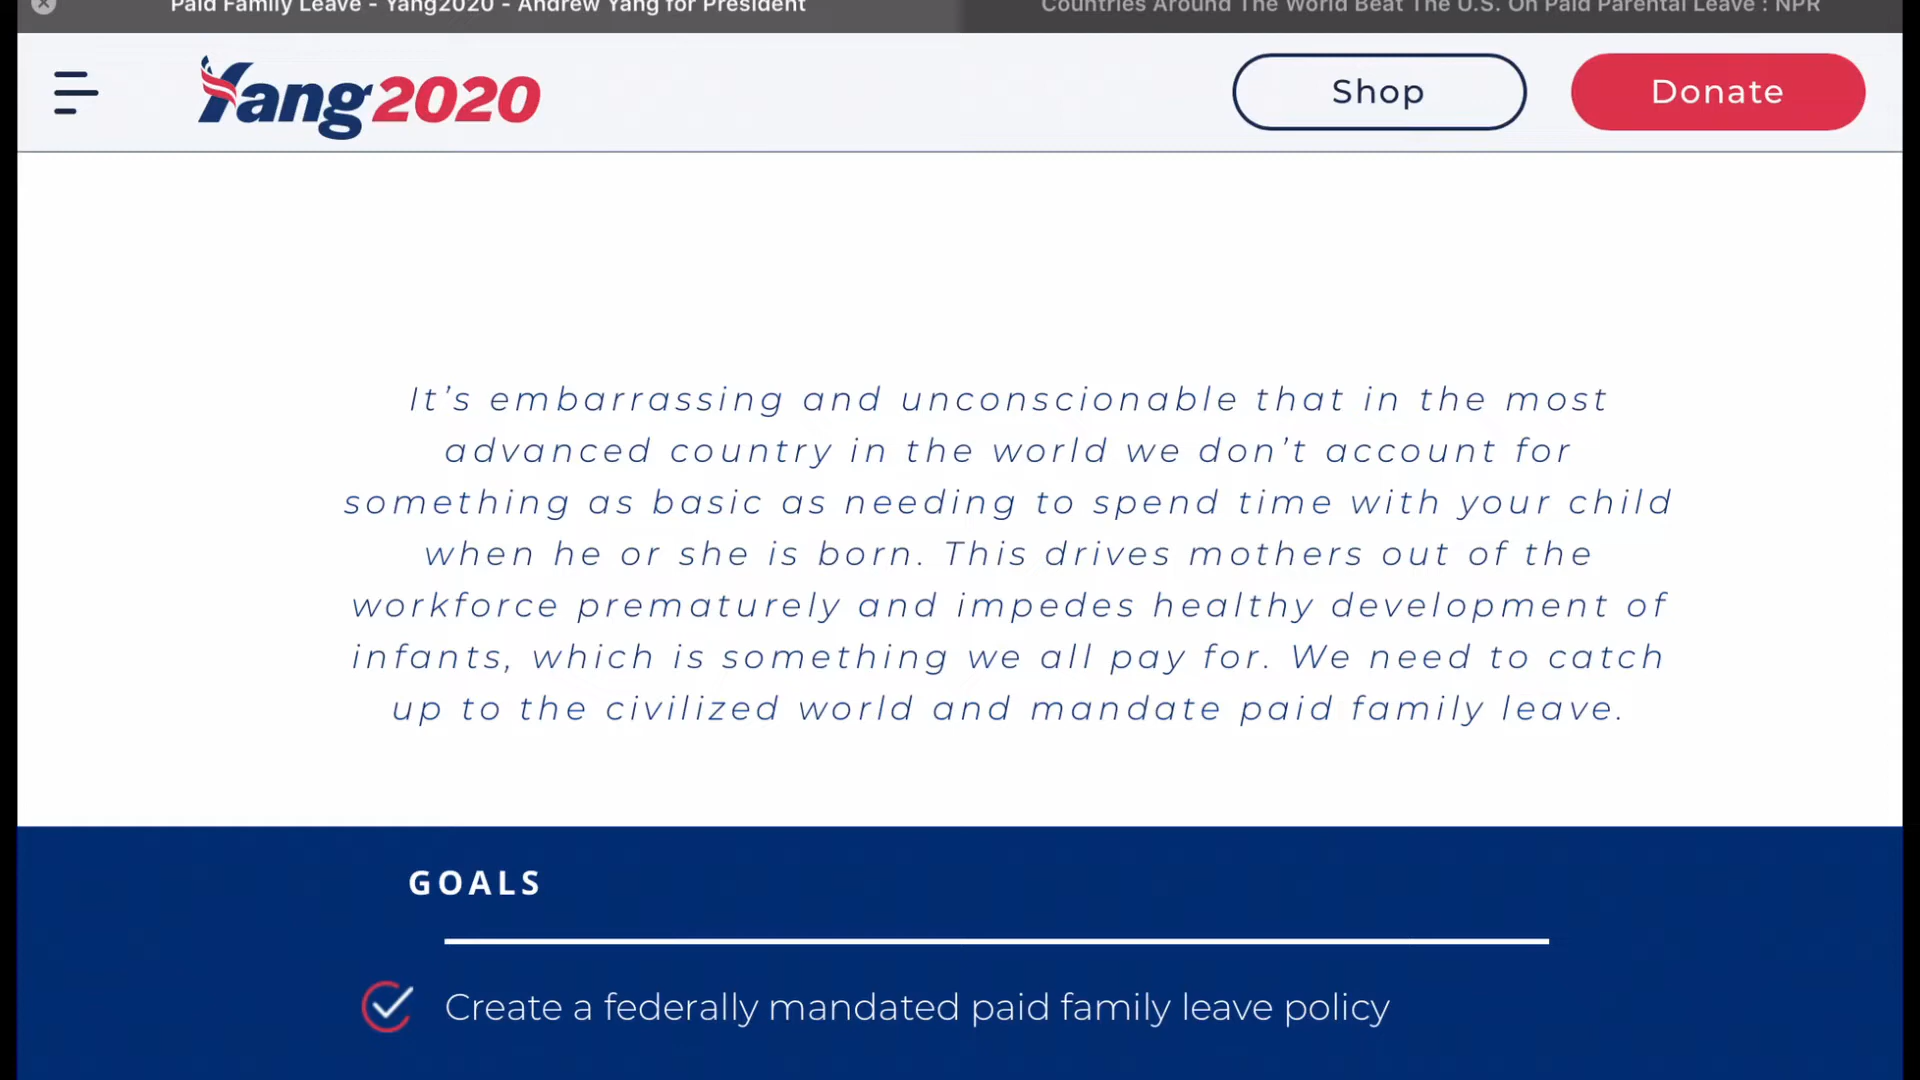 Paid Family Leave - Yang2020 - Andrew Yang for President
Countries Around The World Beat The U.S. On Paid Parental Leave : NPR
Yang2020
Shop
Donate
It’s embarrassing and unconscionable that in the most
advanced country in the world we don’t account for
something as basic as needing to spend time with your child
when he or she is born. This drives mothers out of the
workforce prematurely and impedes healthy development of
infants, which is something we all pay for. We need to catch
up to the civilized world and mandate paid family leave.
GOALS
Create a federally mandated paid family leave policy